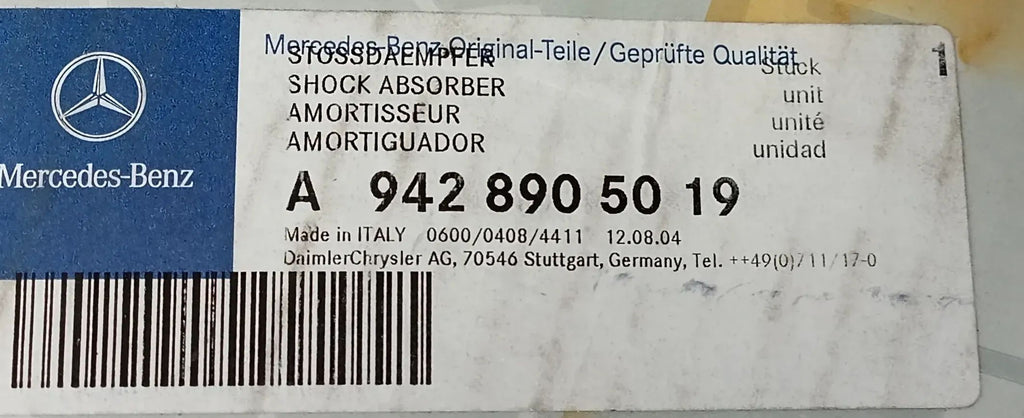 Mercedes-Benz Original-Teile/Geprüfte Qualität
1
STOSSDAEMPFER
Stück
SHOCK ABSORBER
unit
AMORTISSEUR
unité
AMORTIGUADOR
unidad
Mercedes-Benz
A 942 890 50 19
Made in ITALY 0600/0408/4411 12.08.04
DaimlerChrysler AG, 70546 Stuttgart, Germany, Tel. ++49(0)711/17-0